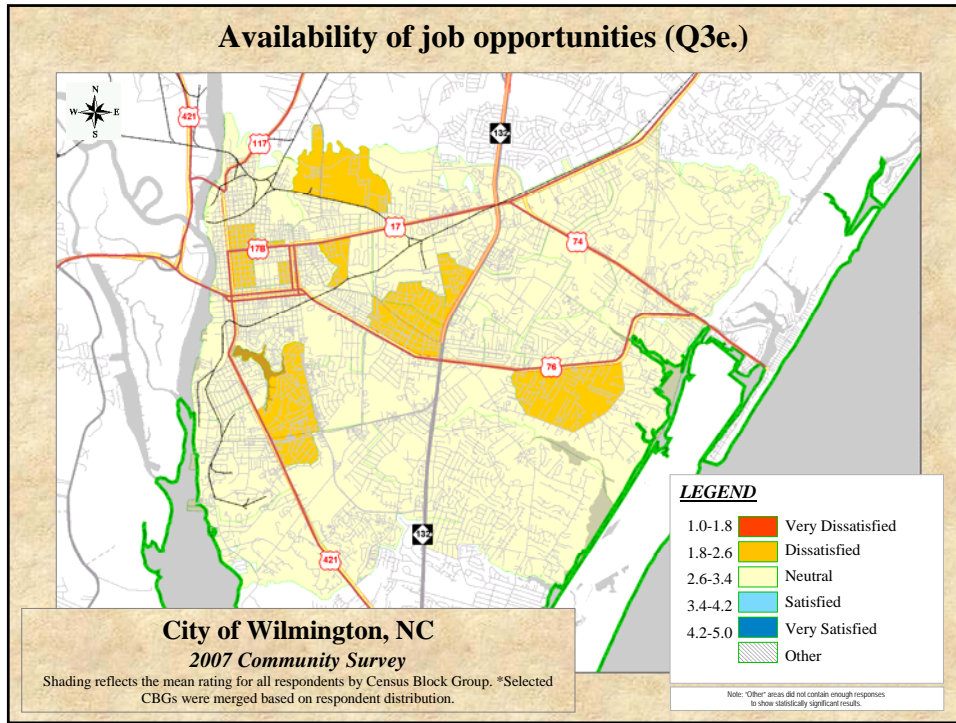 Availability of job opportunities (Q3e.)
N
W E
S
421
117
132
17
17B
74
76
132
421
LEGEND
1.0-1.8 Very Dissatisfied
1.8-2.6 Dissatisfied
2.6-3.4 Neutral
3.4-4.2 Satisfied
4.2-5.0 Very Satisfied
Other
City of Wilmington, NC
2007 Community Survey
Shading reflects the mean rating for all respondents by Census Block Group. *Selected
CBGs were merged based on respondent distribution.
Note: "Other" areas did not contain enough responses
to show statistically significant results.